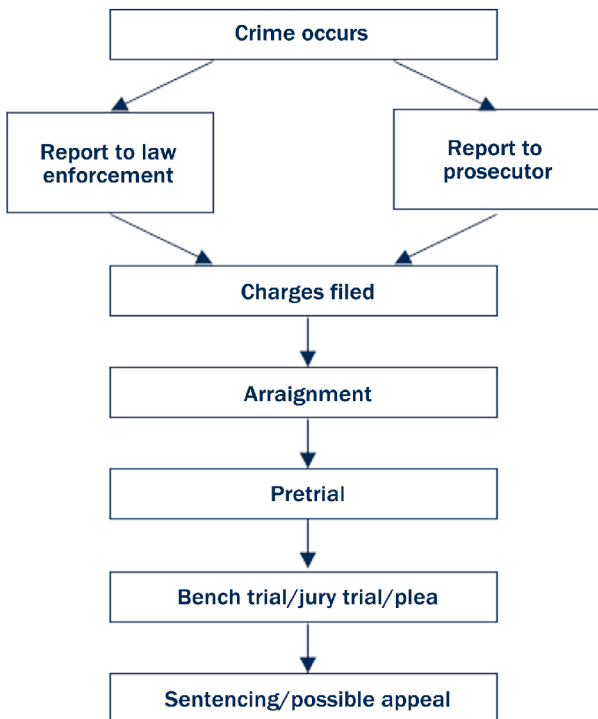 Crime occurs
Report to law
enforcement
Report to
prosecutor
Charges filed
Arraignment
Pretrial
Bench trial/jury trial/plea
Sentencing/possible appeal